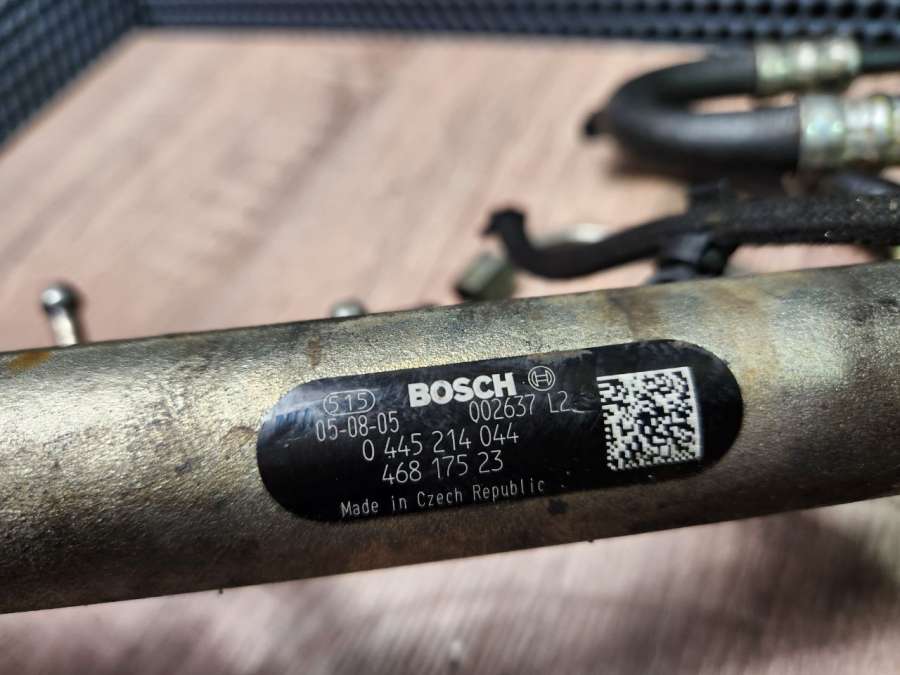 515 BOSCH
05-08-05 002637 L2
0 445 214 044
468 175 23
Made in Czech Republic